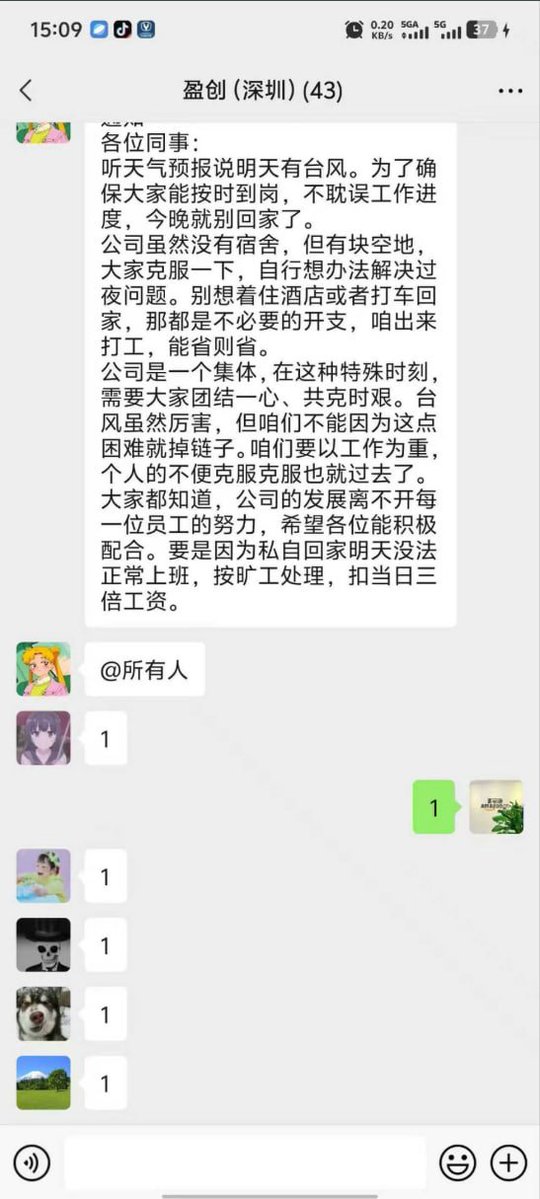 15:09
0.20
KB/s
5GA
5G
37
盈创（深圳）(43)
通知
各位同事：
听天气预报说明天有台风。为了确
保大家能按时到岗，不耽误工作进
度，今晚就别回家了。
公司虽然没有宿舍，但有块空地，
大家克服一下，自行想办法解决过
夜问题。别想着住酒店或者打车回
家，那都是不必要的开支，咱出来
打工，能省则省。
公司是一个集体，在这种特殊时刻，
需要大家团结一心、共克时艰。台
风虽然厉害，但咱们不能因为这点
困难就掉链子。咱们要以工作为重，
个人的不便克服克服也就过去了。
大家都知道，公司的发展离不开每
一位员工的努力，希望各位能积极
配合。要是因为私自回家明天没法
正常上班，按旷工处理，扣当日三
倍工资。
@所有人
1
1
1
1
1
1